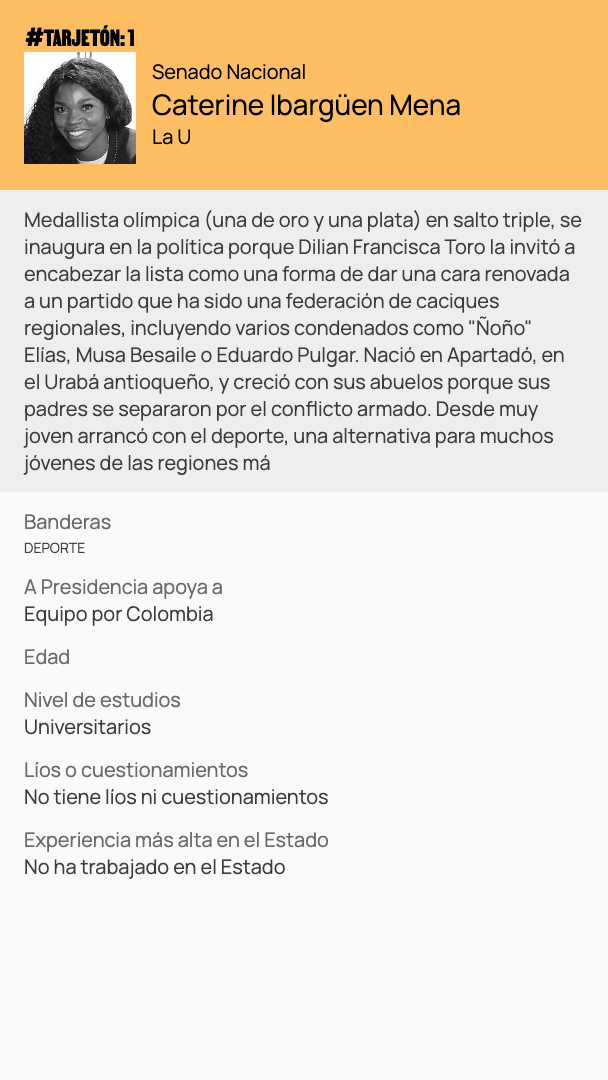 #TARJETÓN: 1
Senado Nacional
Caterine Ibargüen Mena
La U
Medallista olímpica (una de oro y una plata) en salto triple, se
inaugura en la política porque Dilian Francisca Toro la invitó a
encabezar la lista como una forma de dar una cara renovada
a un partido que ha sido una federación de caciques
regionales, incluyendo varios condenados como "Ñoño"
Elías, Musa Besaile o Eduardo Pulgar. Nació en Apartadó, en
el Urabá antioqueño, y creció con sus abuelos porque sus
padres se separaron por el conflicto armado. Desde muy
joven arrancó con el deporte, una alternativa para muchos
jóvenes de las regiones má
Banderas
DEPORTE
A Presidencia apoya a
Equipo por Colombia
Edad
Nivel de estudios
Universitarios
Líos o cuestionamientos
No tiene líos ni cuestionamientos
Experiencia más alta en el Estado
No ha trabajado en el Estado